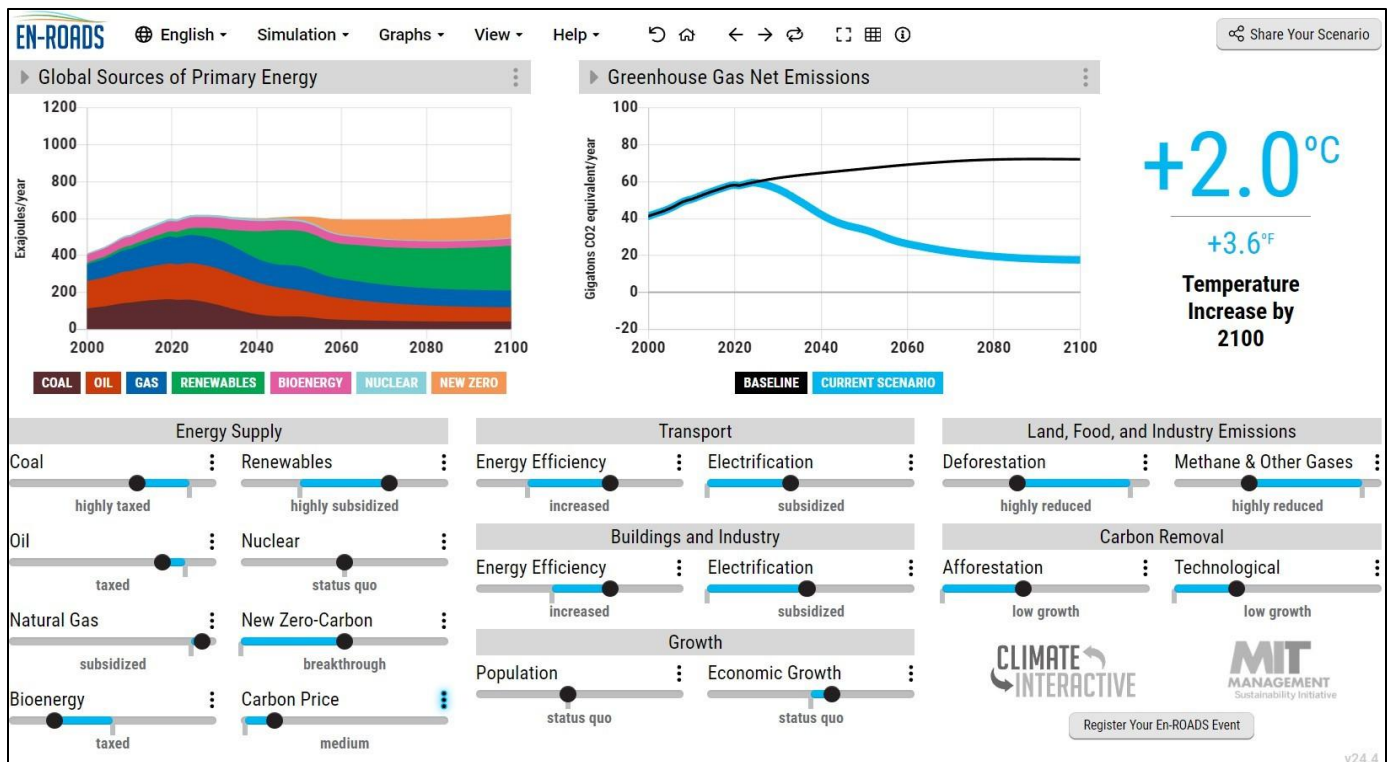 EN-ROADS English Simulation Graphs View Help Share Your Scenario
Global Sources of Primary Energy
1200
1000
800
600
400
200
0
Exajoules/year
2000 2020 2040 2060 2080 2100
COAL OIL GAS RENEWABLES BIOENERGY NUCLEAR NEW ZERO
Greenhouse Gas Net Emissions
100
80
60
40
20
0
-20
Gigatons CO2 equivalent/year
2000 2020 2040 2060 2080 2100
BASELINE CURRENT SCENARIO
+2.0°C
+3.6°F
Temperature
Increase by
2100
Energy Supply
Coal
highly taxed
Renewables
highly subsidized
Oil
taxed
Nuclear
status quo
Natural Gas
subsidized
New Zero-Carbon
breakthrough
Bioenergy
taxed
Carbon Price
medium
Transport
Energy Efficiency
increased
Electrification
subsidized
Buildings and Industry
Energy Efficiency
increased
Electrification
subsidized
Growth
Population
status quo
Economic Growth
status quo
Land, Food, and Industry Emissions
Deforestation
highly reduced
Methane & Other Gases
highly reduced
Carbon Removal
Afforestation
low growth
Technological
low growth
CLIMATE
INTERACTIVE
MIT
MANAGEMENT
Sustainability Initiative
Register Your En-ROADS Event
v24.4